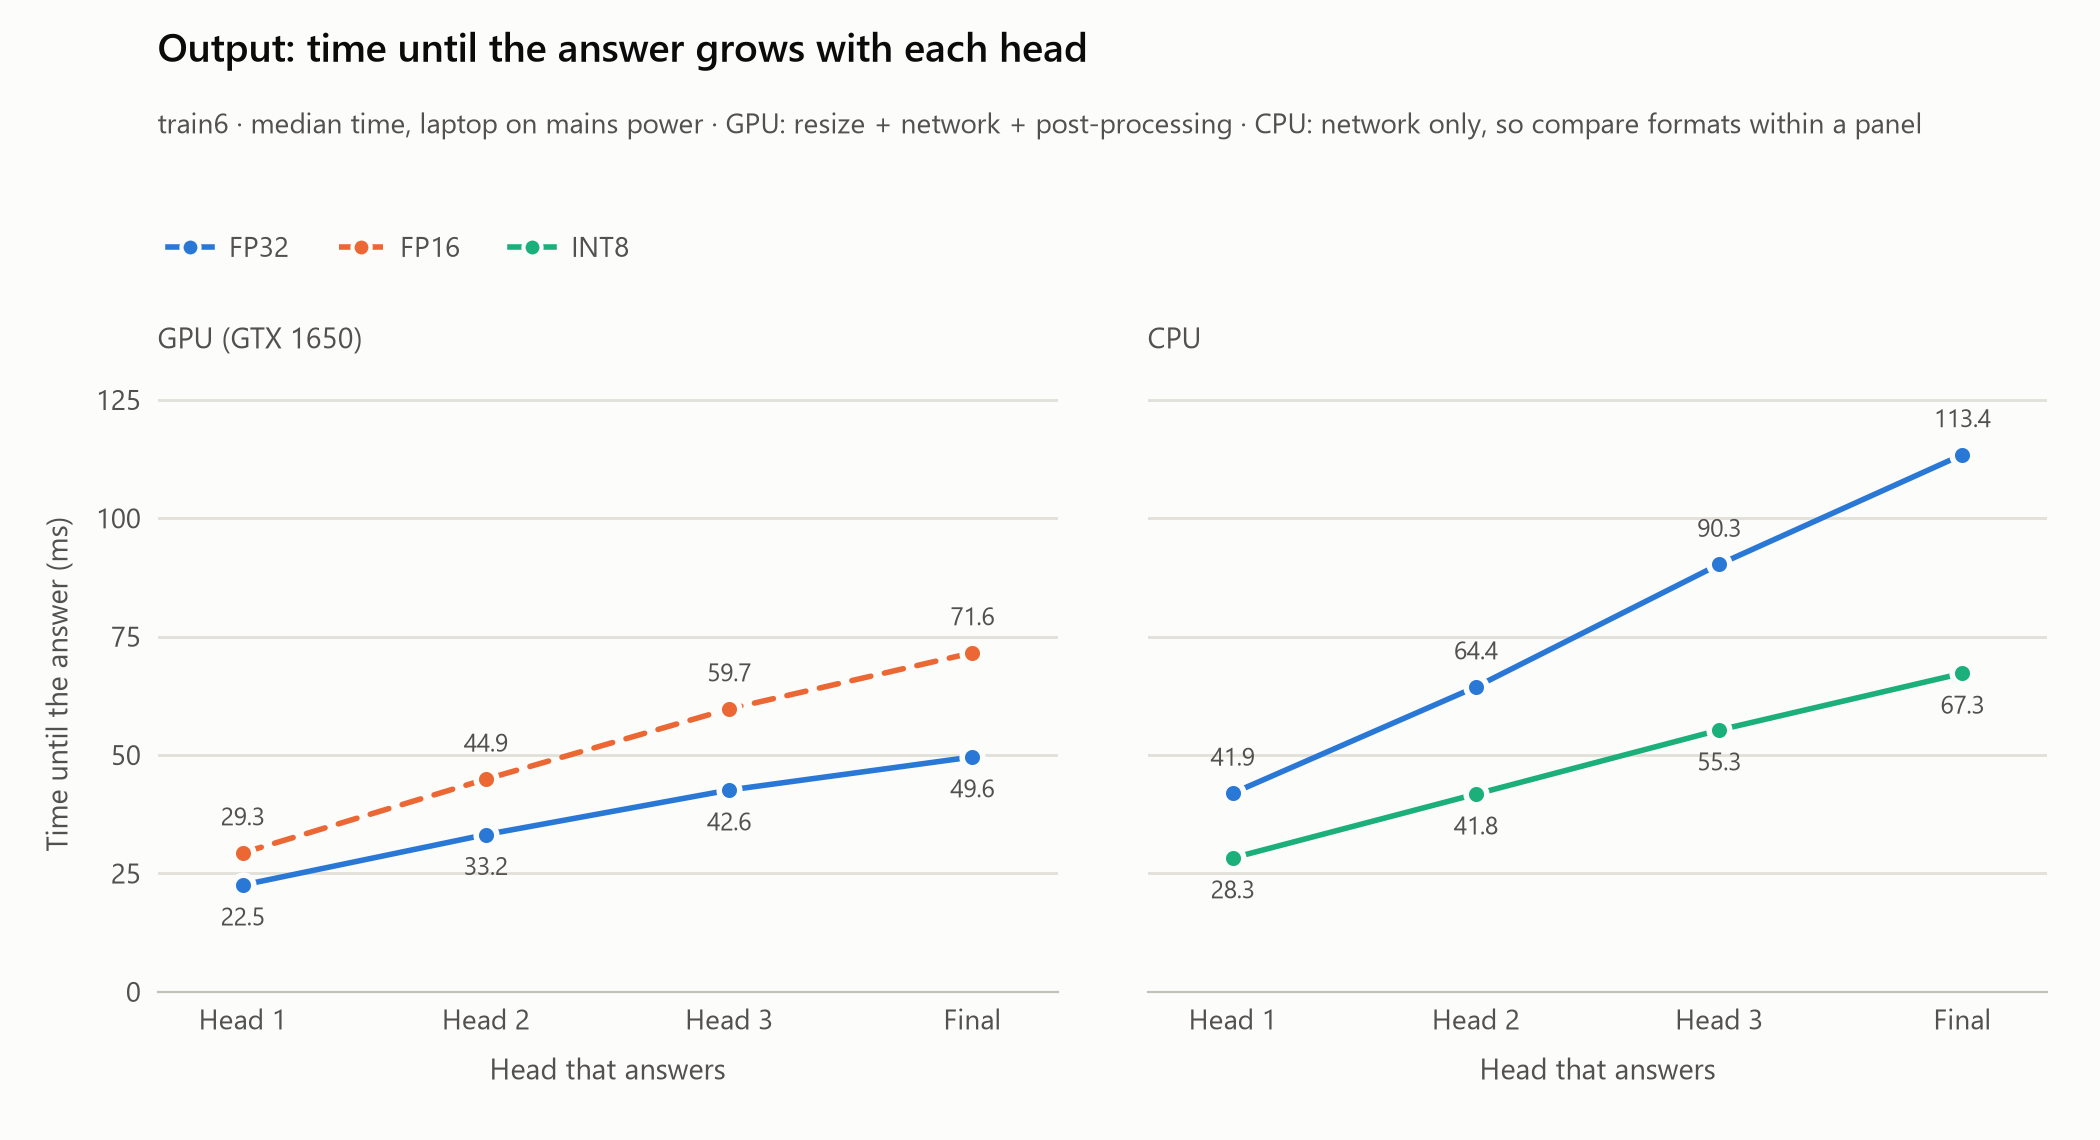 Output: time until the answer grows with each head
train6 · median time, laptop on mains power · GPU: resize + network + post-processing · CPU: network only, so compare formats within a panel
FP32 FP16 INT8
GPU (GTX 1650)
125
100
75
50
25
0
Time until the answer (ms)
29.3
44.9
59.7
71.6
22.5
33.2
42.6
49.6
Head 1 Head 2 Head 3 Final
Head that answers
CPU
41.9
64.4
90.3
113.4
28.3
41.8
55.3
67.3
Head 1 Head 2 Head 3 Final
Head that answers